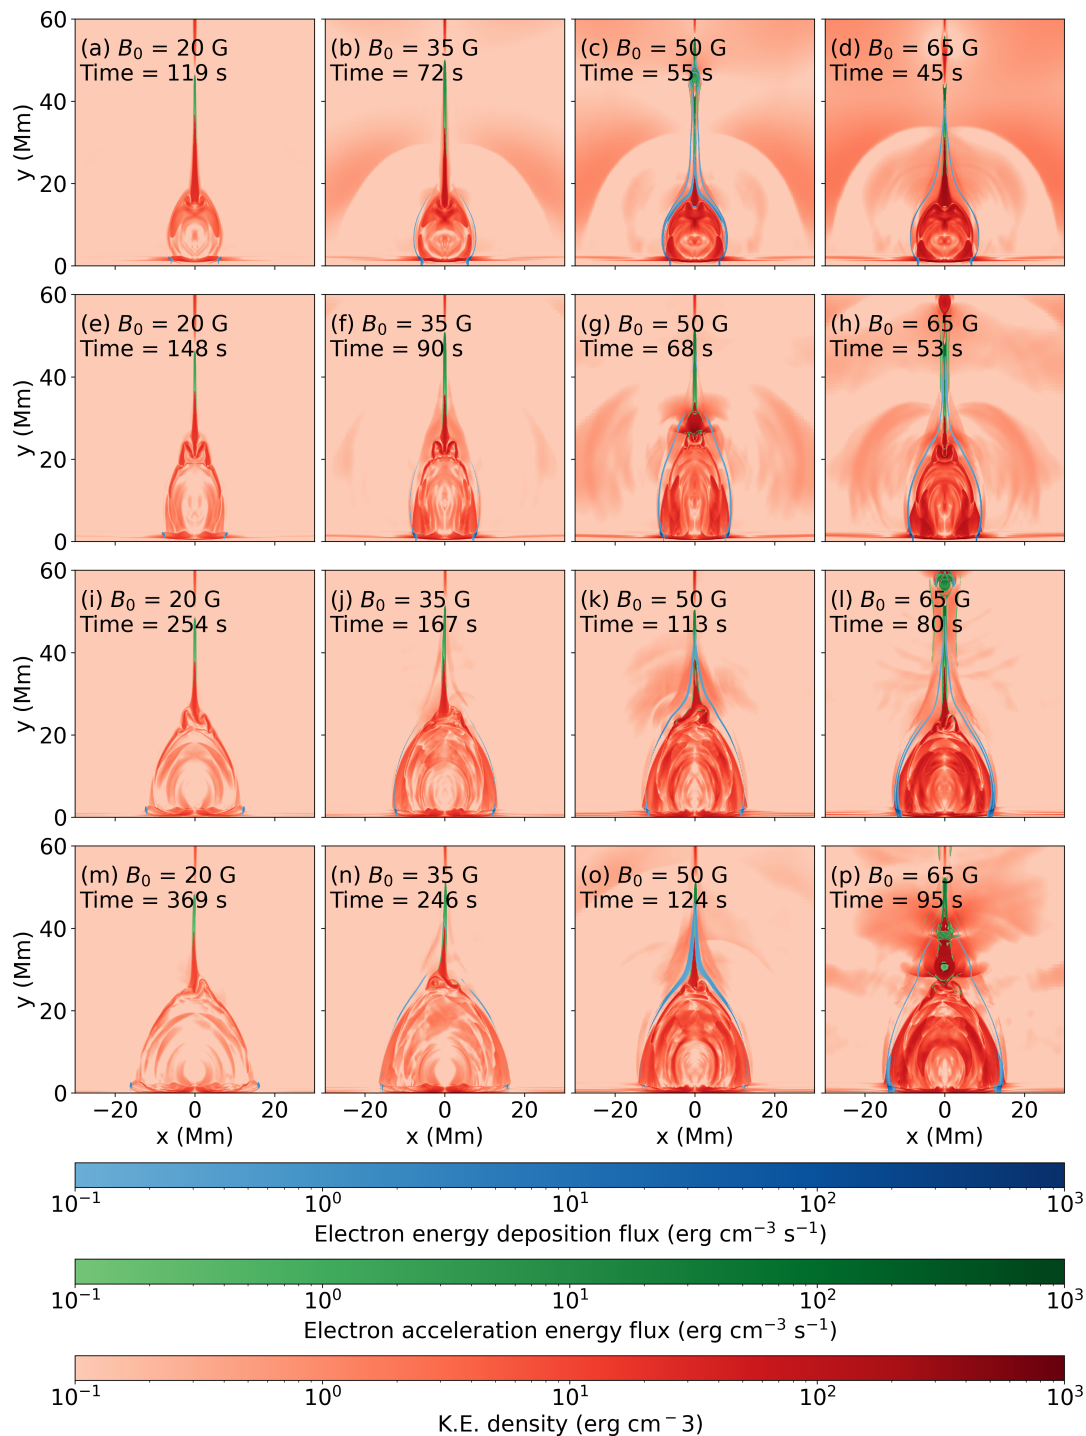 60
(a) B₀ = 20 G
(b) B₀ = 35 G
(c) B₀ = 50 G
(d) B₀ = 65 G
Time = 119 s
Time = 72 s
Time = 55 s
Time = 45 s
40
y (Mm)
20
0
60
(e) B₀ = 20 G
(f) B₀ = 35 G
(g) B₀ = 50 G
(h) B₀ = 65 G
Time = 148 s
Time = 90 s
Time = 68 s
Time = 53 s
40
y (Mm)
20
0
60
(i) B₀ = 20 G
(j) B₀ = 35 G
(k) B₀ = 50 G
(l) B₀ = 65 G
Time = 254 s
Time = 167 s
Time = 113 s
Time = 80 s
40
y (Mm)
20
0
60
(m) B₀ = 20 G
(n) B₀ = 35 G
(o) B₀ = 50 G
(p) B₀ = 65 G
Time = 369 s
Time = 246 s
Time = 124 s
Time = 95 s
40
y (Mm)
20
0
−20 0 20 −20 0 20 −20 0 20 −20 0 20
x (Mm) x (Mm) x (Mm) x (Mm)
10⁻¹ 10⁰ 10¹ 10² 10³
Electron energy deposition flux (erg cm⁻³ s⁻¹)
10⁻¹ 10⁰ 10¹ 10² 10³
Electron acceleration energy flux (erg cm⁻³ s⁻¹)
10⁻¹ 10⁰ 10¹ 10² 10³
K.E. density (erg cm⁻3)